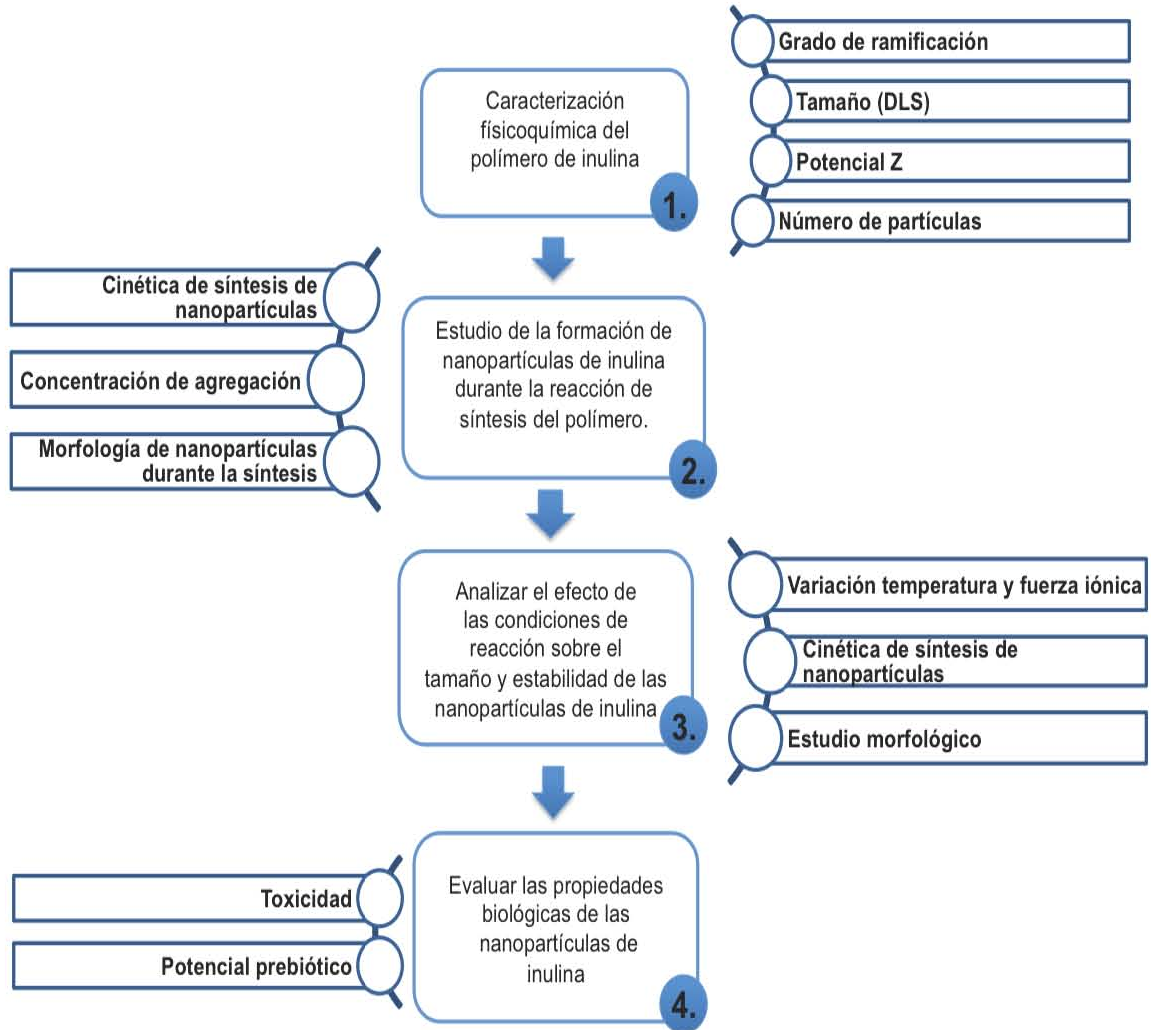 Caracterización
físicoquímica del
polímero de inulina
1.
Grado de ramificación
Tamaño (DLS)
Potencial Z
Número de partículas
Estudio de la formación de
nanopartículas de inulina
durante la reacción de
síntesis del polímero.
2.
Cinética de síntesis de
nanopartículas
Concentración de agregación
Morfología de nanopartículas
durante la síntesis
Analizar el efecto de
las condiciones de
reacción sobre el
tamaño y estabilidad de las
nanopartículas de inulina
3.
Variación temperatura y fuerza iónica
Cinética de síntesis de
nanopartículas
Estudio morfológico
Evaluar las propiedades
biológicas de las
nanopartículas de
inulina
4.
Toxicidad
Potencial prebiótico